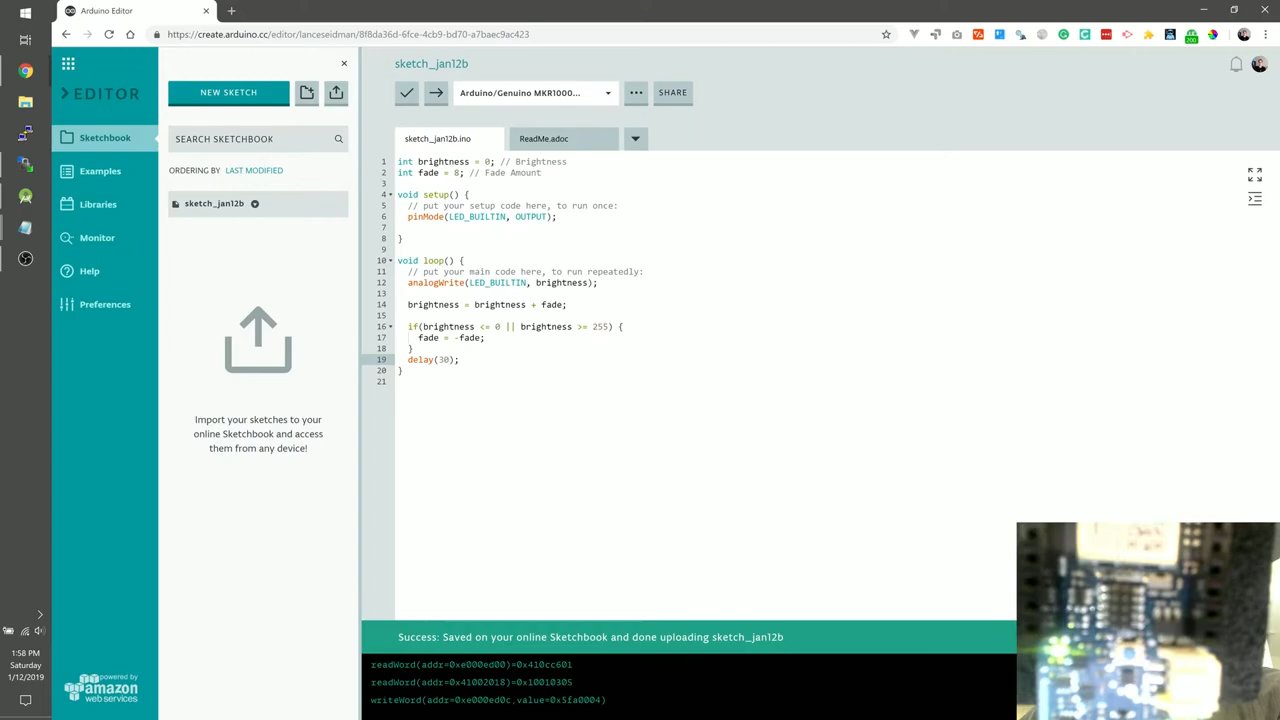 Arduino Editor
https://create.arduino.cc/editor/lanceseidman/8f8da36d-6fce-4cb9-bd70-a7baec9ac423
200
EDITOR
Sketchbook
Examples
Libraries
Monitor
Help
Preferences
powered by
amazon
web services
NEW SKETCH
SEARCH SKETCHBOOK
ORDERING BY LAST MODIFIED
sketch_jan12b
Import your sketches to your
online Sketchbook and access
them from any device!
sketch_jan12b
Arduino/Genuino MKR1000...
SHARE
sketch_jan12b.ino
ReadMe.adoc
1 int brightness = 0; // Brightness
2 int fade = 8; // Fade Amount
3
4 void setup() {
5 // put your setup code here, to run once:
6 pinMode(LED_BUILTIN, OUTPUT);
7
8 }
9
10 void loop() {
11 // put your main code here, to run repeatedly:
12 analogWrite(LED_BUILTIN, brightness);
13
14 brightness = brightness + fade;
15
16 if(brightness <= 0 || brightness >= 255) {
17 fade = -fade;
18 }
19 delay(30);
20 }
21
Success: Saved on your online Sketchbook and done uploading sketch_jan12b
readWord(addr=0xe000ed00)=0x410cc601
readWord(addr=0x41002018)=0x10010305
writeWord(addr=0xe000ed0c,value=0x5fa0004)
1:58 PM
Saturday
1/12/2019